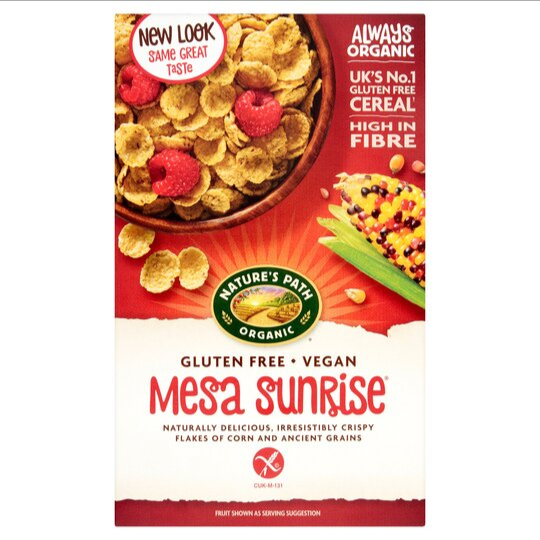 NEW LOOK
SAME GREAT
TaSTe
ALWAYS
ORGANIC
UK'S No.1
GLUTEN FREE
CEREAL
HIGH IN
FIBRE
NATURE'S PATH
ORGANIC
GLUTEN FREE • VEGAN
Mesa SUNRise®
NATURALLY DELICIOUS, IRRESISTIBLY CRISPY
FLAKES OF CORN AND ANCIENT GRAINS
CUK-M-131
FRUIT SHOWN AS SERVING SUGGESTION